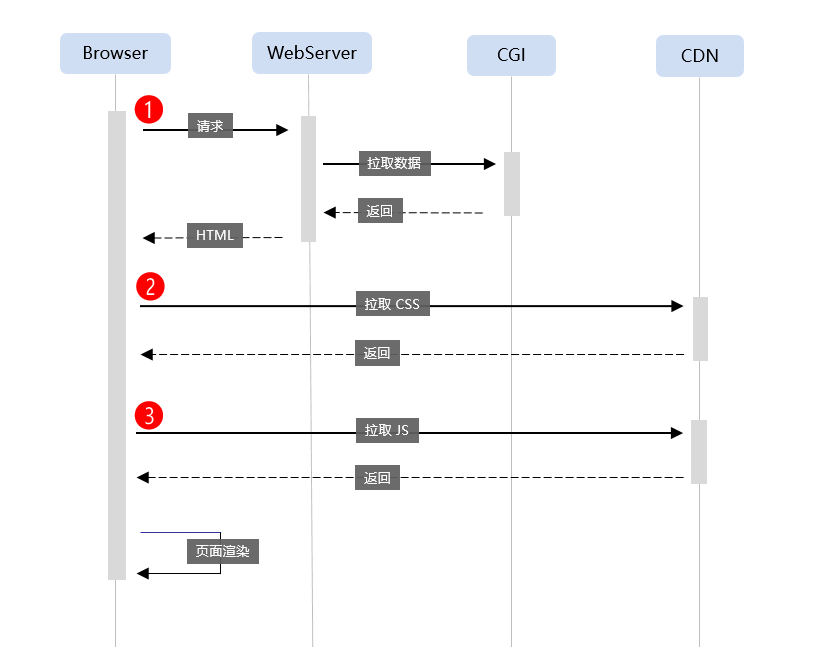 Browser
WebServer
CGI
CDN
1
请求
拉取数据
返回
HTML
2
拉取 CSS
返回
3
拉取 JS
返回
页面渲染